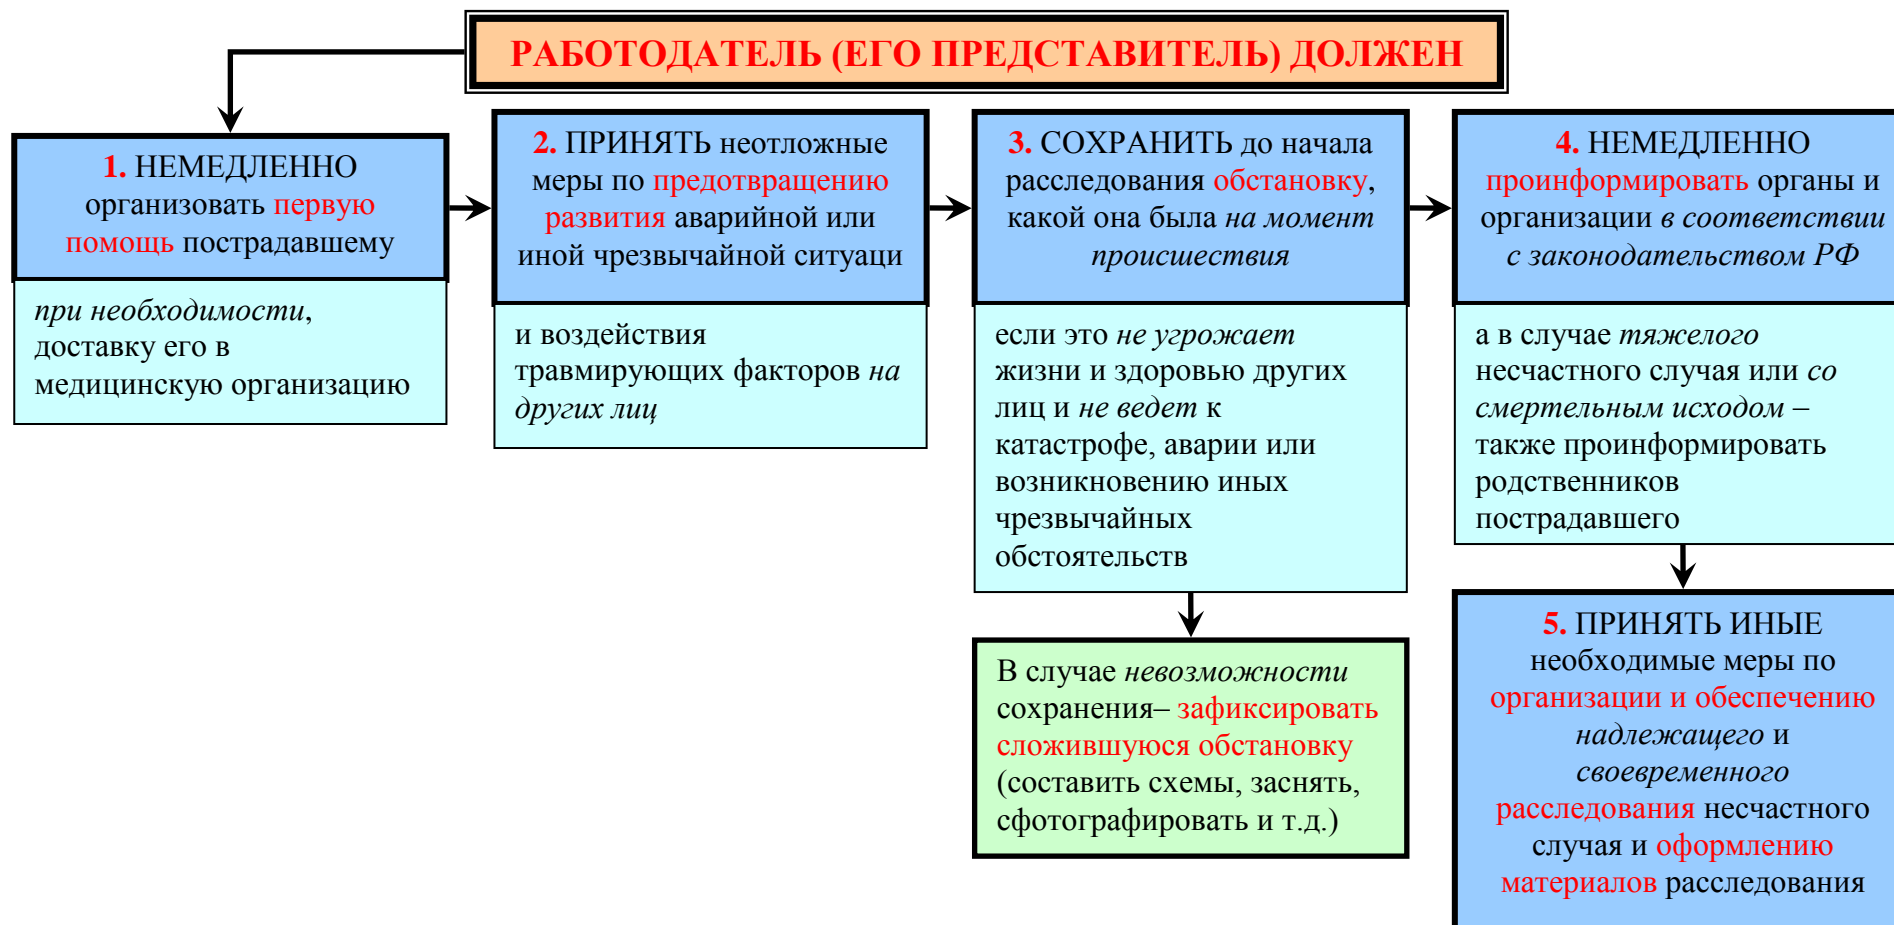 РАБОТОДАТЕЛЬ (ЕГО ПРЕДСТАВИТЕЛЬ) ДОЛЖЕН
1. НЕМЕДЛЕННО
организовать первую
помощь пострадавшему
при необходимости,
доставку его в
медицинскую организацию
2. ПРИНЯТЬ неотложные
меры по предотвращению
развития аварийной или
иной чрезвычайной ситуаци
и воздействия
травмирующих факторов на
других лиц
3. СОХРАНИТЬ до начала
расследования обстановку,
какой она была на момент
происшествия
если это не угрожает
жизни и здоровью других
лиц и не ведет к
катастрофе, аварии или
возникновению иных
чрезвычайных
обстоятельств
В случае невозможности
сохранения– зафиксировать
сложившуюся обстановку
(составить схемы, заснять,
сфотографировать и т.д.)
4. НЕМЕДЛЕННО
проинформировать органы и
организации в соответствии
с законодательством РФ
а в случае тяжелого
несчастного случая или со
смертельным исходом –
также проинформировать
родственников
пострадавшего
5. ПРИНЯТЬ ИНЫЕ
необходимые меры по
организации и обеспечению
надлежащего и
своевременного
расследования несчастного
случая и оформлению
материалов расследования